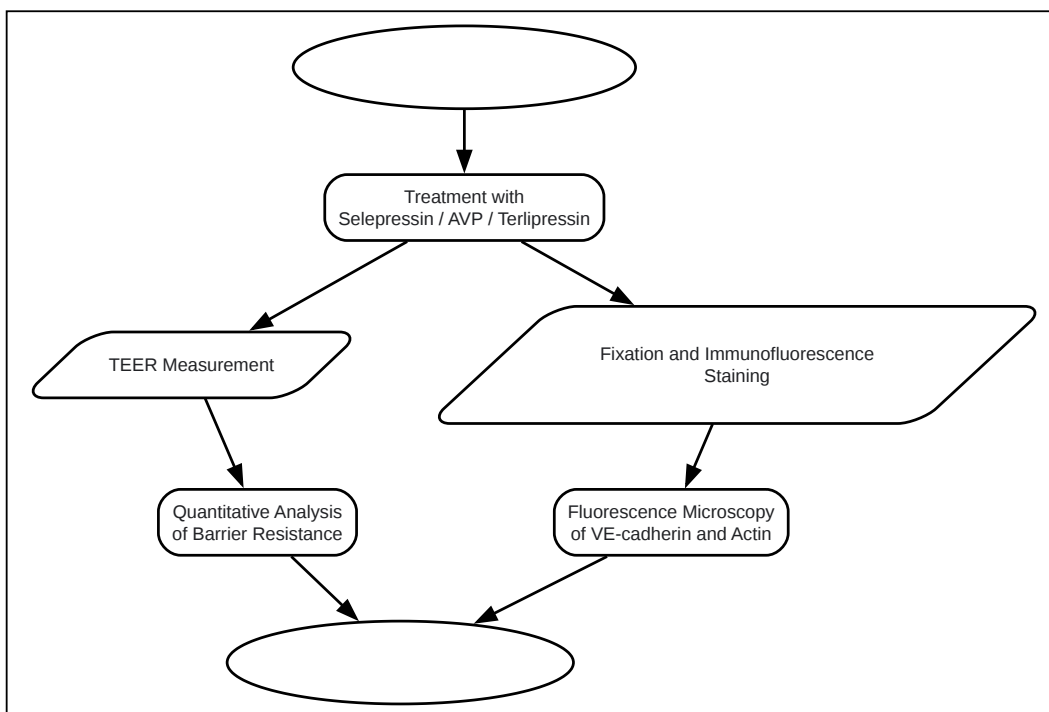 Treatment with
Selepressin / AVP / Terlipressin
TEER Measurement
Fixation and Immunofluorescence
Staining
Quantitative Analysis
of Barrier Resistance
Fluorescence Microscopy
of VE-cadherin and Actin